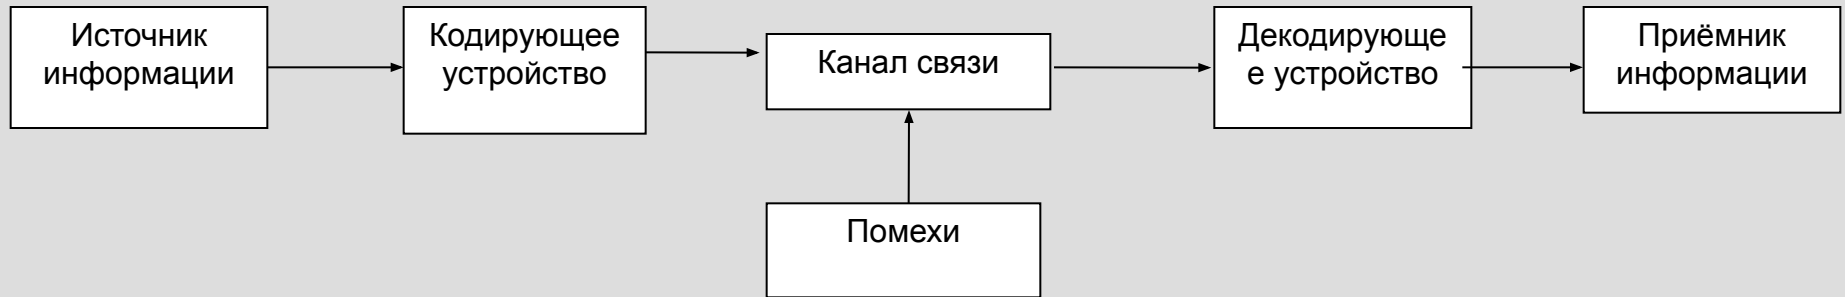 Источник
информации
Кодирующее
устройство
Канал связи
Декодирующе
е устройство
Приёмник
информации
Помехи